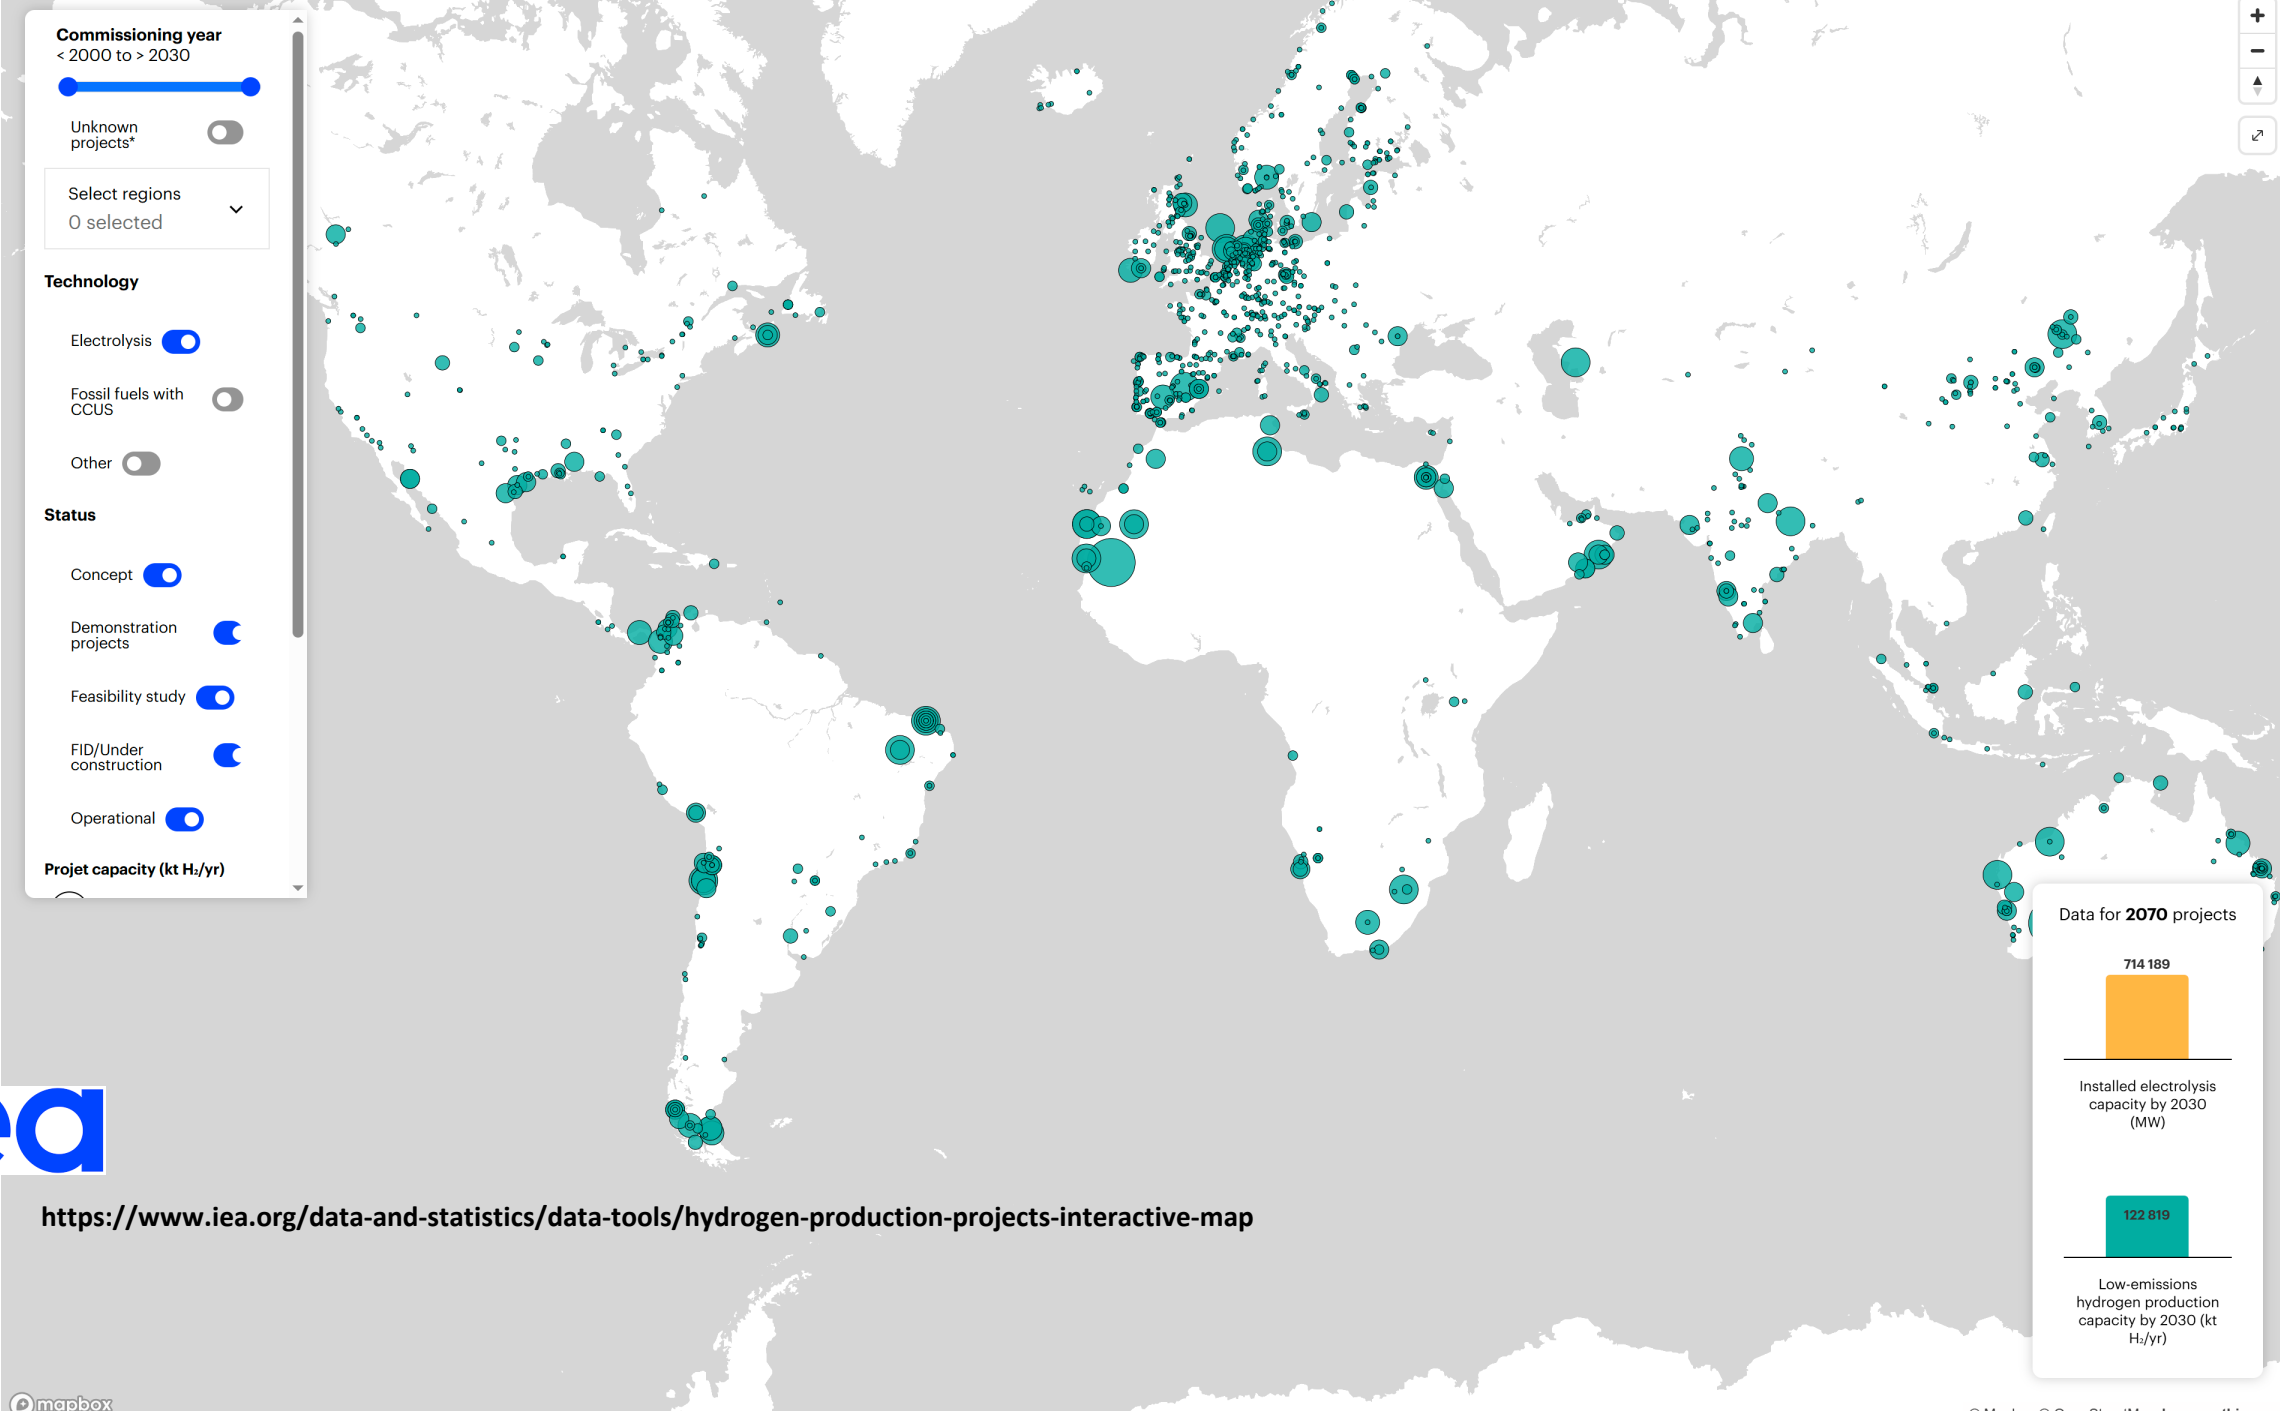 Commissioning year
< 2000 to > 2030
Unknown
projects*
Select regions
0 selected
Technology
Electrolysis
Fossil fuels with
CCUS
Other
Status
Concept
Demonstration
projects
Feasibility study
FID/Under
construction
Operational
Projet capacity (kt H₂/yr)
Data for 2070 projects
714 189
Installed electrolysis
capacity by 2030
(MW)
122 819
Low-emissions
hydrogen production
capacity by 2030 (kt
H₂/yr)
ea
https://www.iea.org/data-and-statistics/data-tools/hydrogen-production-projects-interactive-map
mapbox